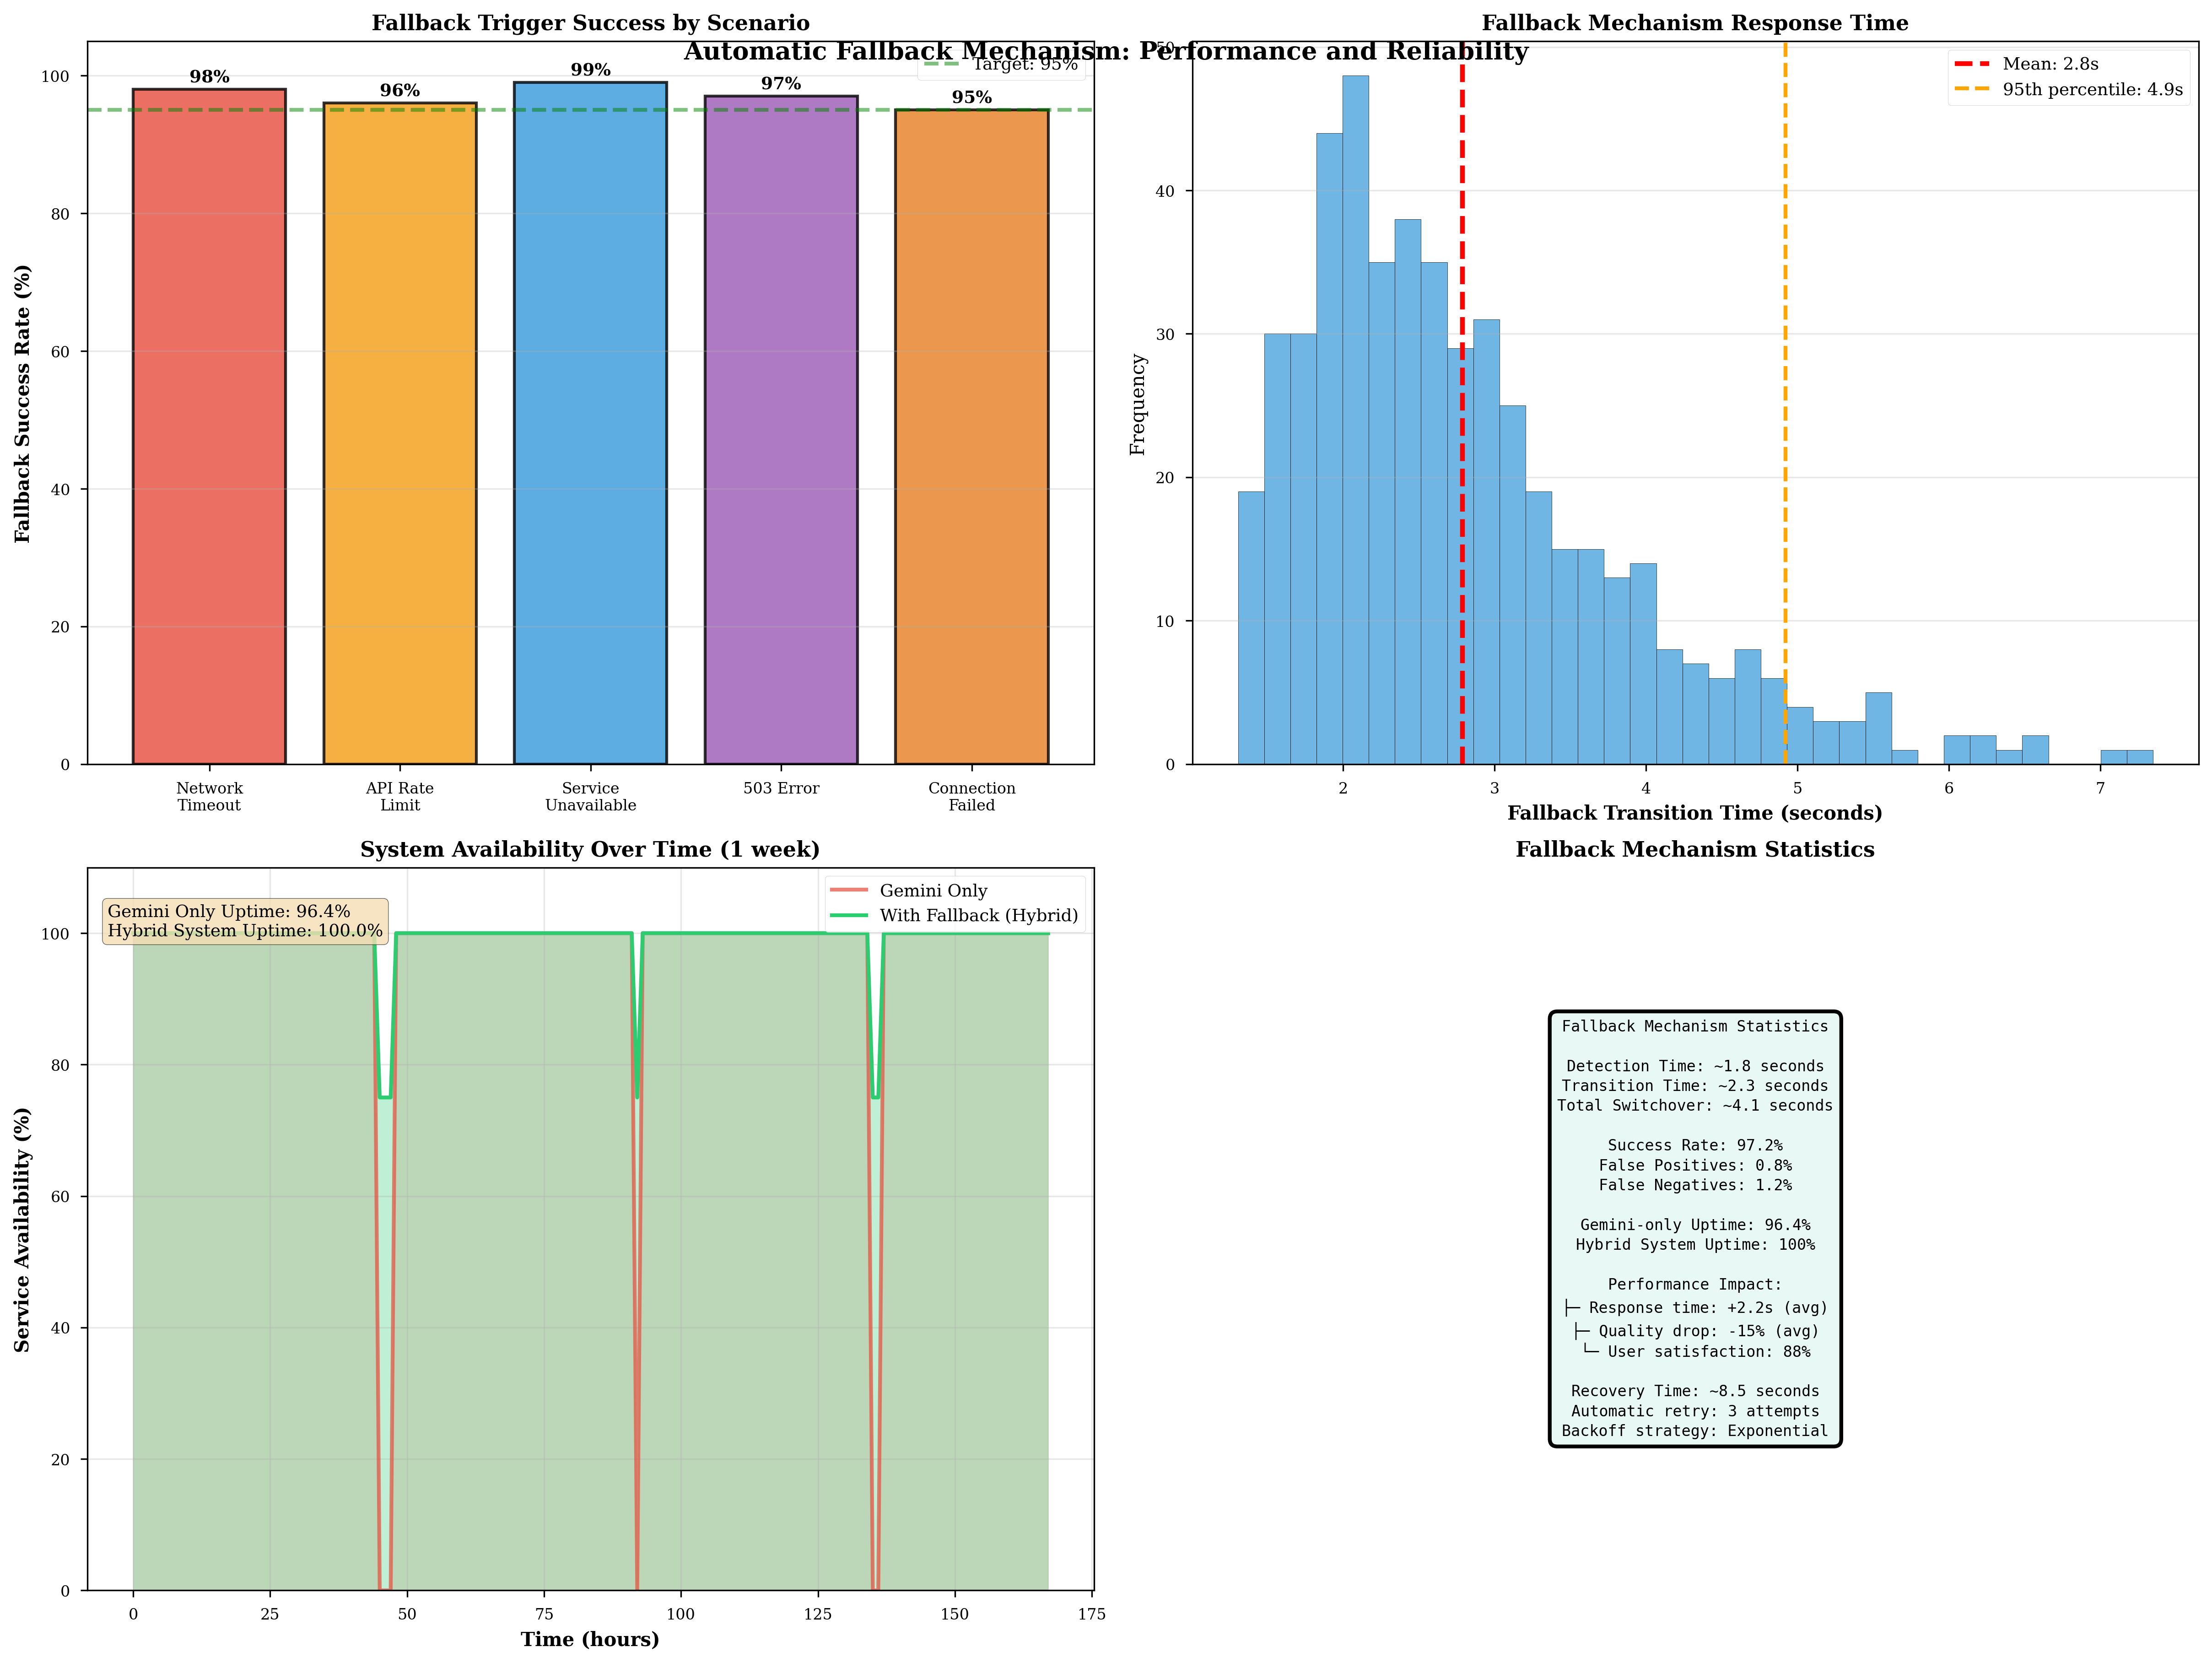 Automatic Fallback Mechanism: Performance and Reliability
Fallback Trigger Success by Scenario
Fallback Success Rate (%)
100
80
60
40
20
0
98%
96%
99%
97%
95%
Target: 95%
Network
Timeout
API Rate
Limit
Service
Unavailable
503 Error
Connection
Failed
Fallback Mechanism Response Time
Frequency
50
40
30
20
10
0
Mean: 2.8s
95th percentile: 4.9s
2
3
4
5
6
7
Fallback Transition Time (seconds)
System Availability Over Time (1 week)
Service Availability (%)
100
80
60
40
20
0
Gemini Only Uptime: 96.4%
Hybrid System Uptime: 100.0%
Gemini Only
With Fallback (Hybrid)
0
25
50
75
100
125
150
175
Time (hours)
Fallback Mechanism Statistics
Fallback Mechanism Statistics
Detection Time: ~1.8 seconds
Transition Time: ~2.3 seconds
Total Switchover: ~4.1 seconds
Success Rate: 97.2%
False Positives: 0.8%
False Negatives: 1.2%
Gemini-only Uptime: 96.4%
Hybrid System Uptime: 100%
Performance Impact:
├─ Response time: +2.2s (avg)
├─ Quality drop: -15% (avg)
└─ User satisfaction: 88%
Recovery Time: ~8.5 seconds
Automatic retry: 3 attempts
Backoff strategy: Exponential